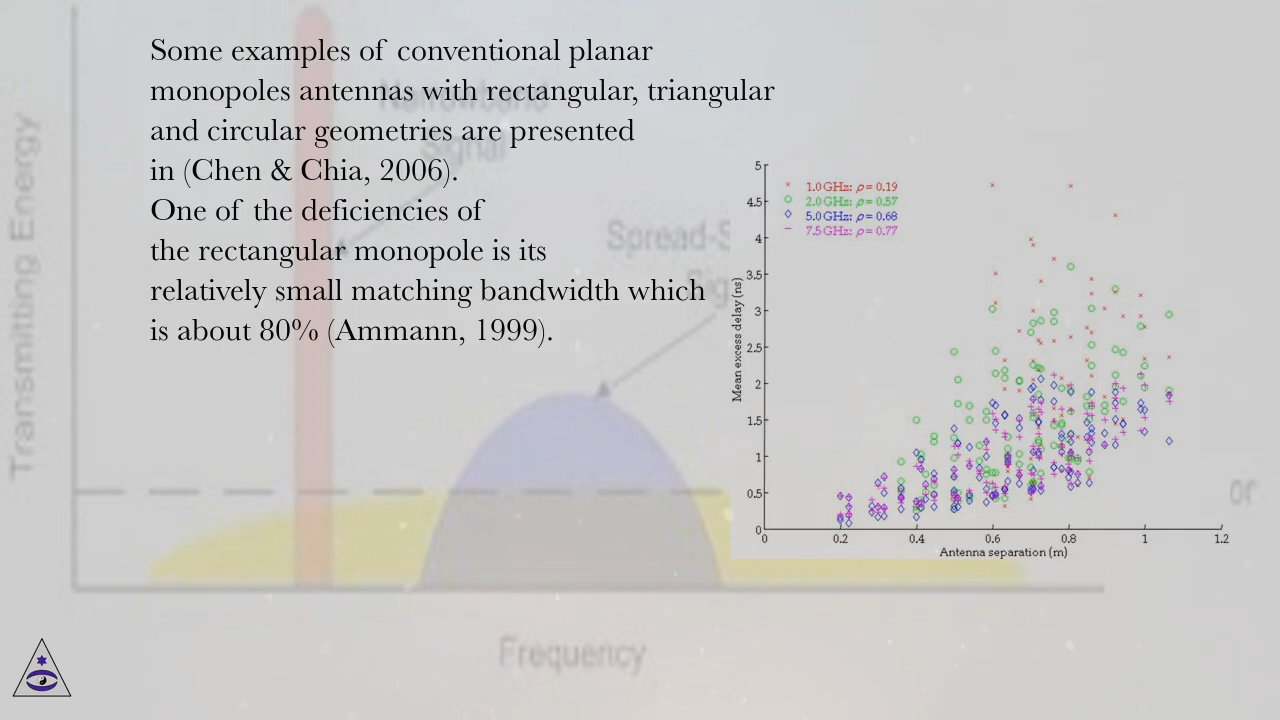 Some examples of conventional planar
monopoles antennas with rectangular, triangular
and circular geometries are presented
in (Chen & Chia, 2006).
One of the deficiencies of
the rectangular monopole is its
relatively small matching bandwidth which
is about 80% (Ammann, 1999).
Transmitting Energy
Narrowband
Signal
Spread-S
Sig
Frequency
of
5
4.5
4
3.5
3
2.5
2
1.5
1
0.5
0
Mean excess delay (ns)
1.0 GHz: ρ = 0.19
2.0 GHz: ρ = 0.57
5.0 GHz: ρ = 0.68
7.5 GHz: ρ = 0.77
0 0.2 0.4 0.6 0.8 1 1.2
Antenna separation (m)